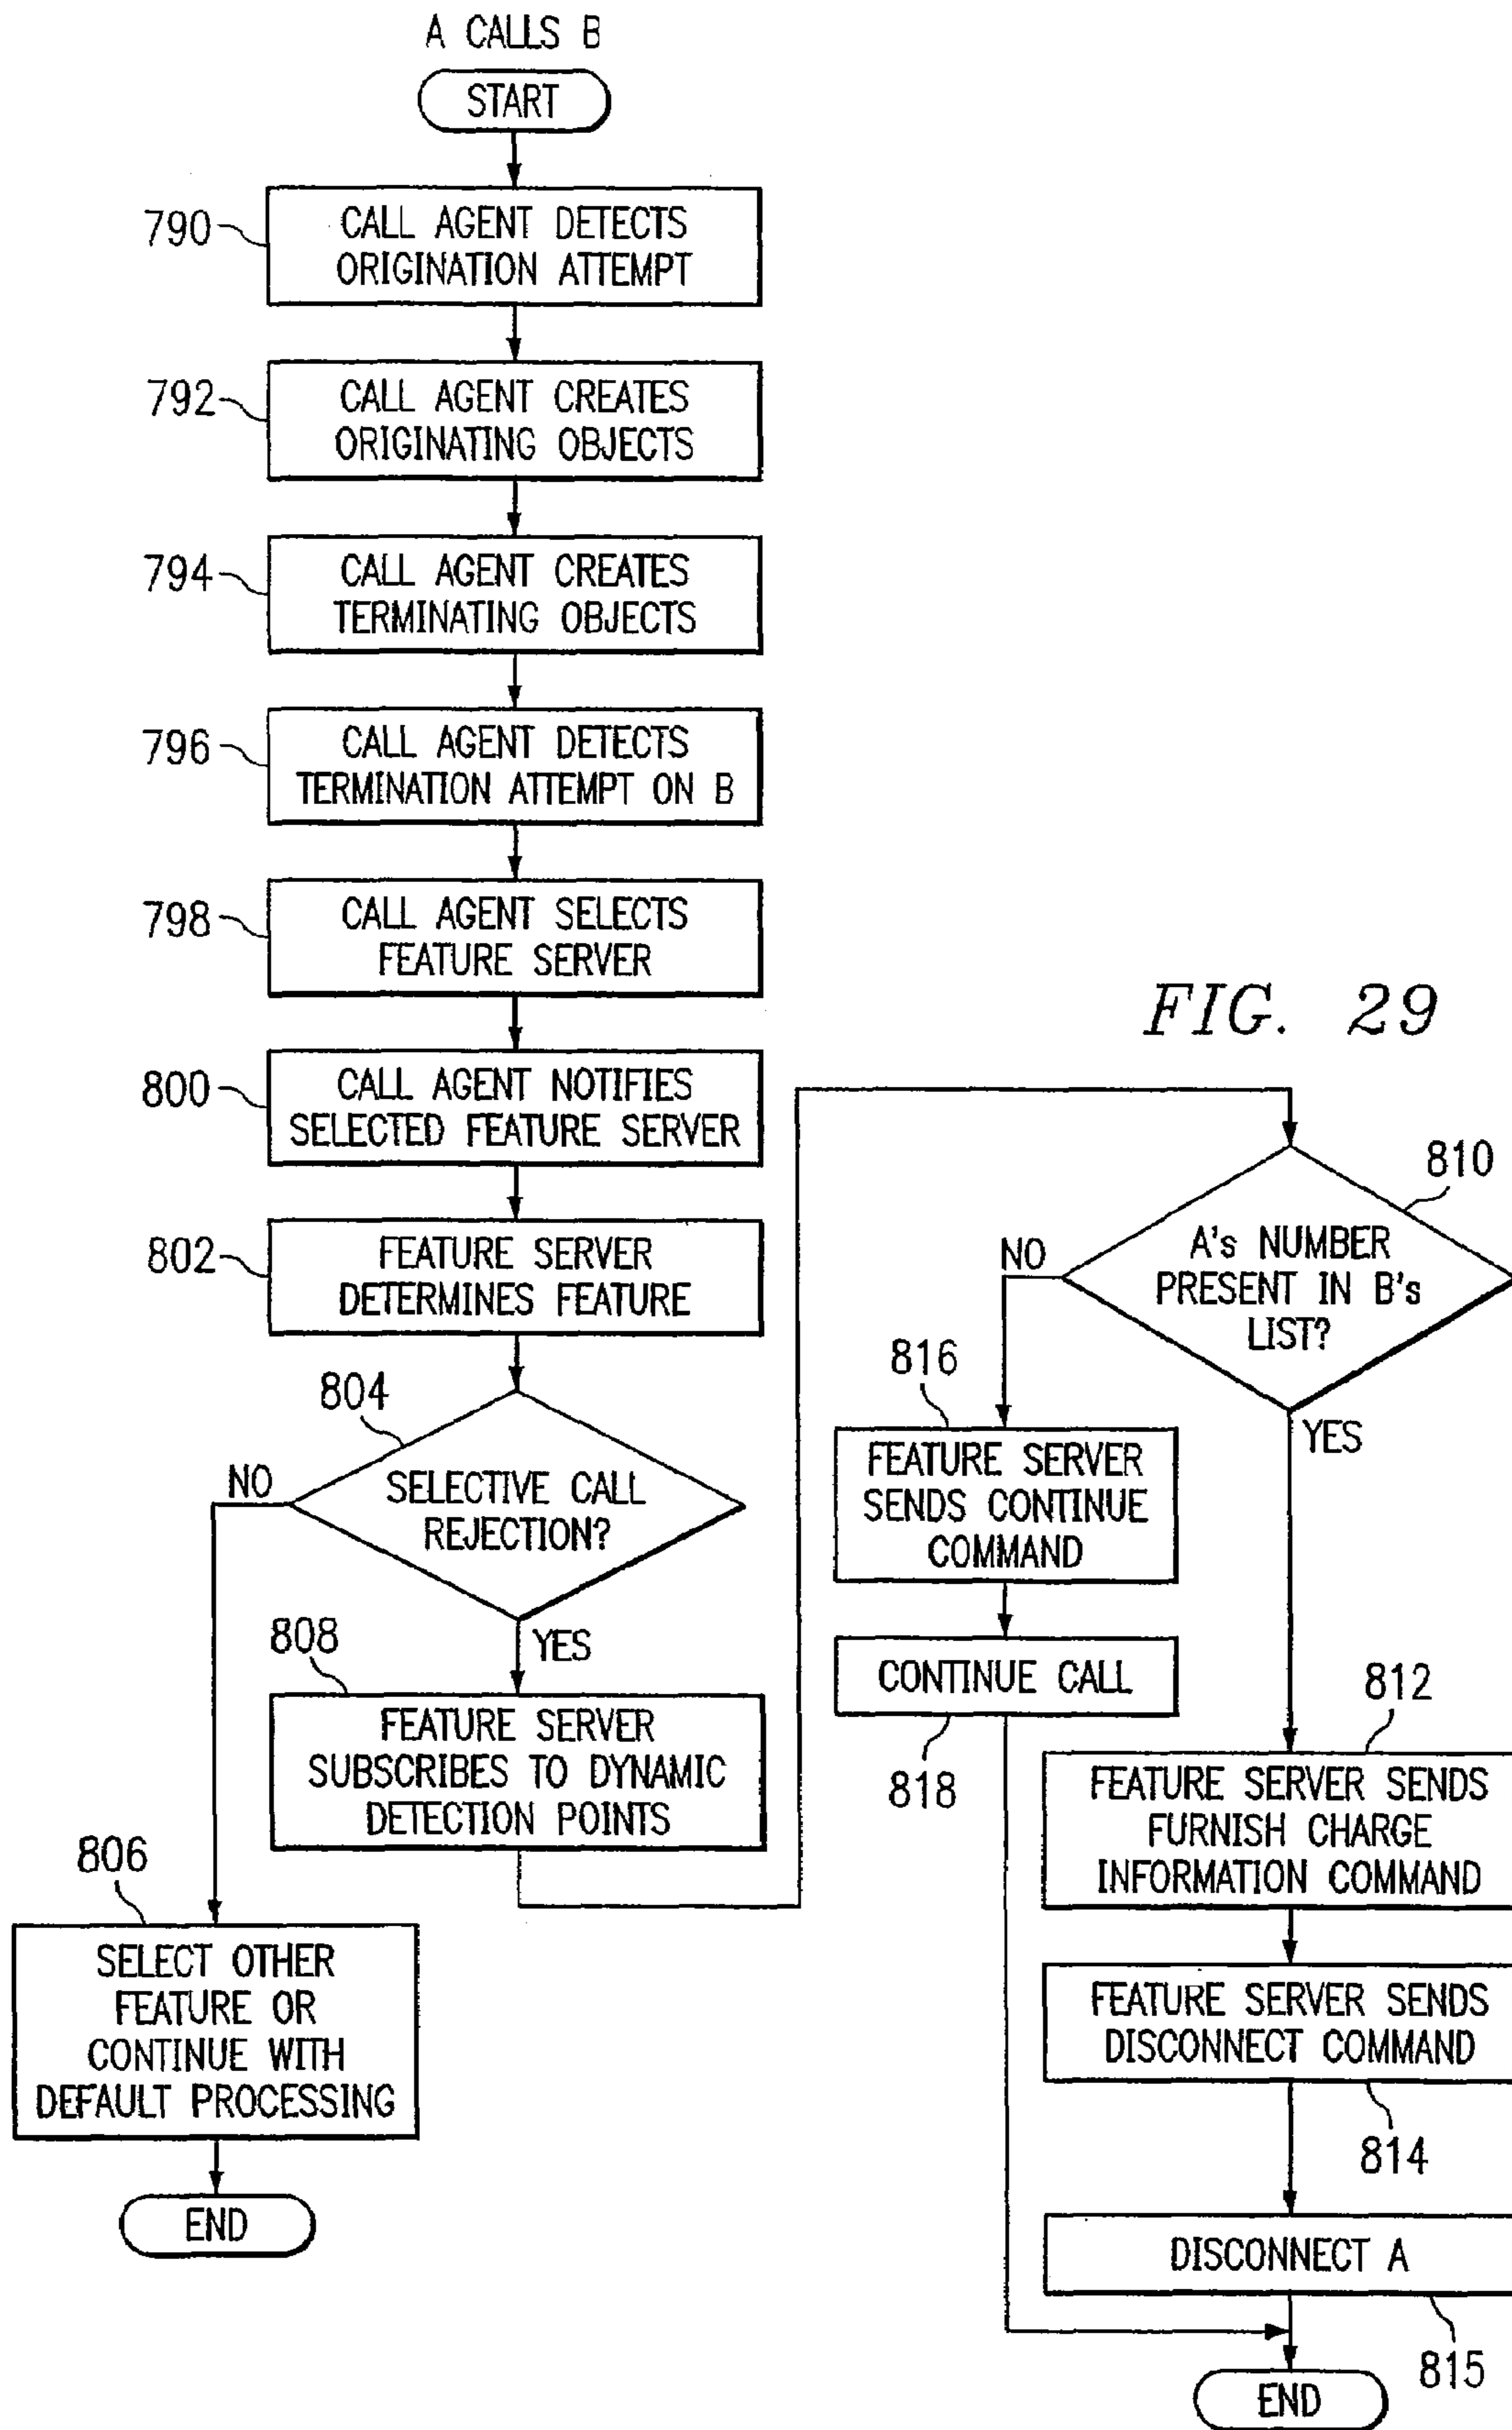 A CALLS B
START
790
CALL AGENT DETECTS
ORIGINATION ATTEMPT
792
CALL AGENT CREATES
ORIGINATING OBJECTS
794
CALL AGENT CREATES
TERMINATING OBJECTS
796
CALL AGENT DETECTS
TERMINATION ATTEMPT ON B
798
CALL AGENT SELECTS
FEATURE SERVER
800
CALL AGENT NOTIFIES
SELECTED FEATURE SERVER
802
FEATURE SERVER
DETERMINES FEATURE
804
SELECTIVE CALL
REJECTION?
NO
YES
808
FEATURE SERVER
SUBSCRIBES TO DYNAMIC
DETECTION POINTS
806
SELECT OTHER
FEATURE OR
CONTINUE WITH
DEFAULT PROCESSING
END
FIG. 29
810
A's NUMBER
PRESENT IN B's
LIST?
NO
YES
816
FEATURE SERVER
SENDS CONTINUE
COMMAND
CONTINUE CALL
818
812
FEATURE SERVER SENDS
FURNISH CHARGE
INFORMATION COMMAND
FEATURE SERVER SENDS
DISCONNECT COMMAND
814
DISCONNECT A
815
END